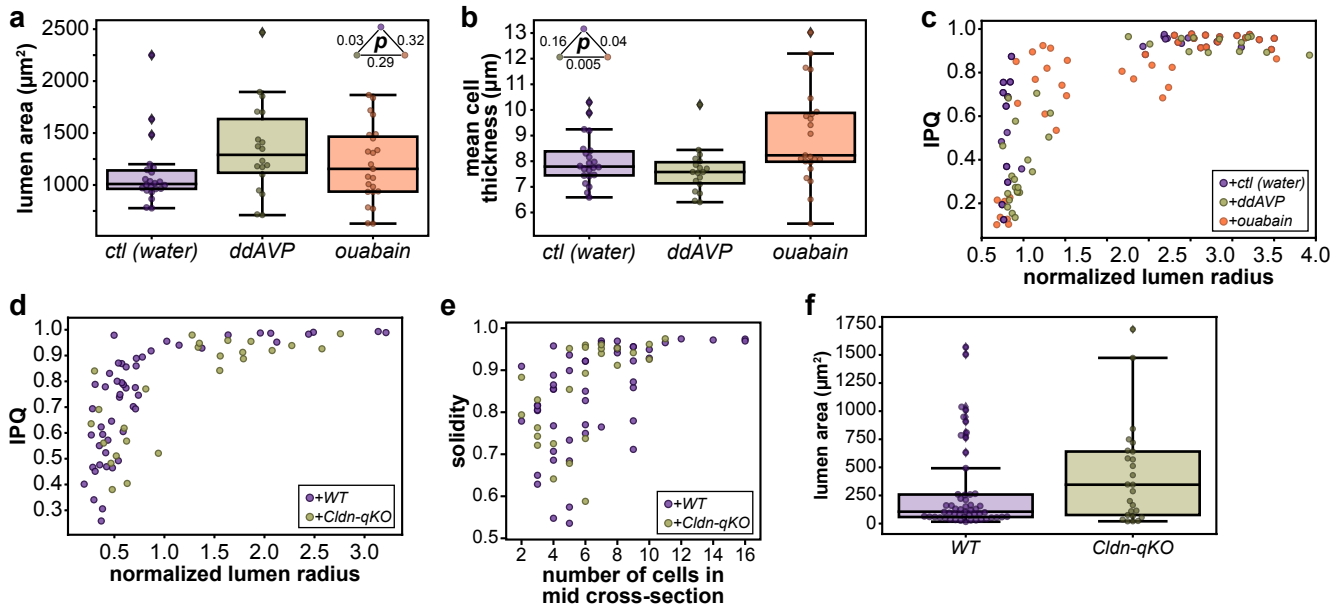 a
lumen area (µm²)
2500
2250
1500
1000
0.03
0.32
p
0.29
ctl (water)
ddAVP
ouabain
b
mean cell
thickness (µm)
13
12
11
10
9
8
7
6
0.16
0.04
p
0.005
ctl (water)
ddAVP
ouabain
c
IPQ
1.0
0.8
0.6
0.4
0.2
+ctl (water)
+ddAVP
+ouabain
0.5 1.0 1.5 2.0 2.5 3.0 3.5 4.0
normalized lumen radius
d
IPQ
1.0
0.9
0.8
0.7
0.6
0.5
0.4
0.3
+WT
+Cldn-qKO
0.5 1.0 1.5 2.0 2.5 3.0
normalized lumen radius
e
solidity
1.0
0.9
0.8
0.7
0.6
0.5
+WT
+Cldn-qKO
2 4 6 8 10 12 14 16
number of cells in
mid cross-section
f
lumen area (µm²)
1750
1500
1250
1000
750
500
250
0
WT
Cldn-qKO